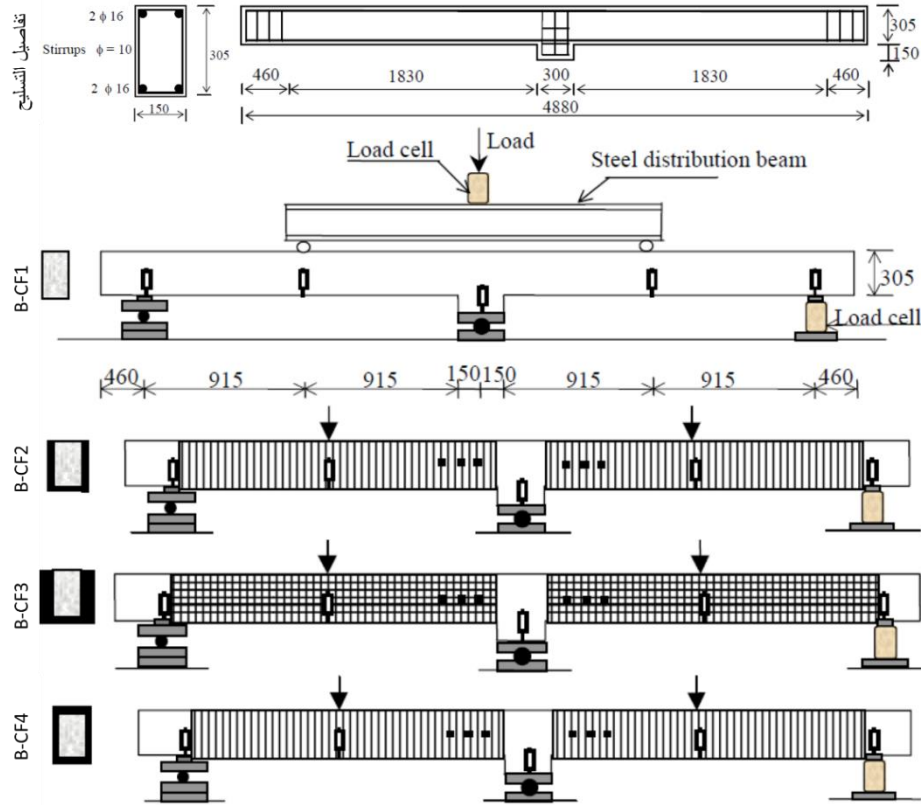 تفاصيل التسليح
2 ϕ 16
Stirrups ϕ = 10
2 ϕ 16
305
150
305
150
460 1830 300 1830 460
4880
Load
Load cell
Steel distribution beam
B-CF1
305
Load cell
460 915 915 150 150 915 915 460
B-CF2
B-CF3
B-CF4